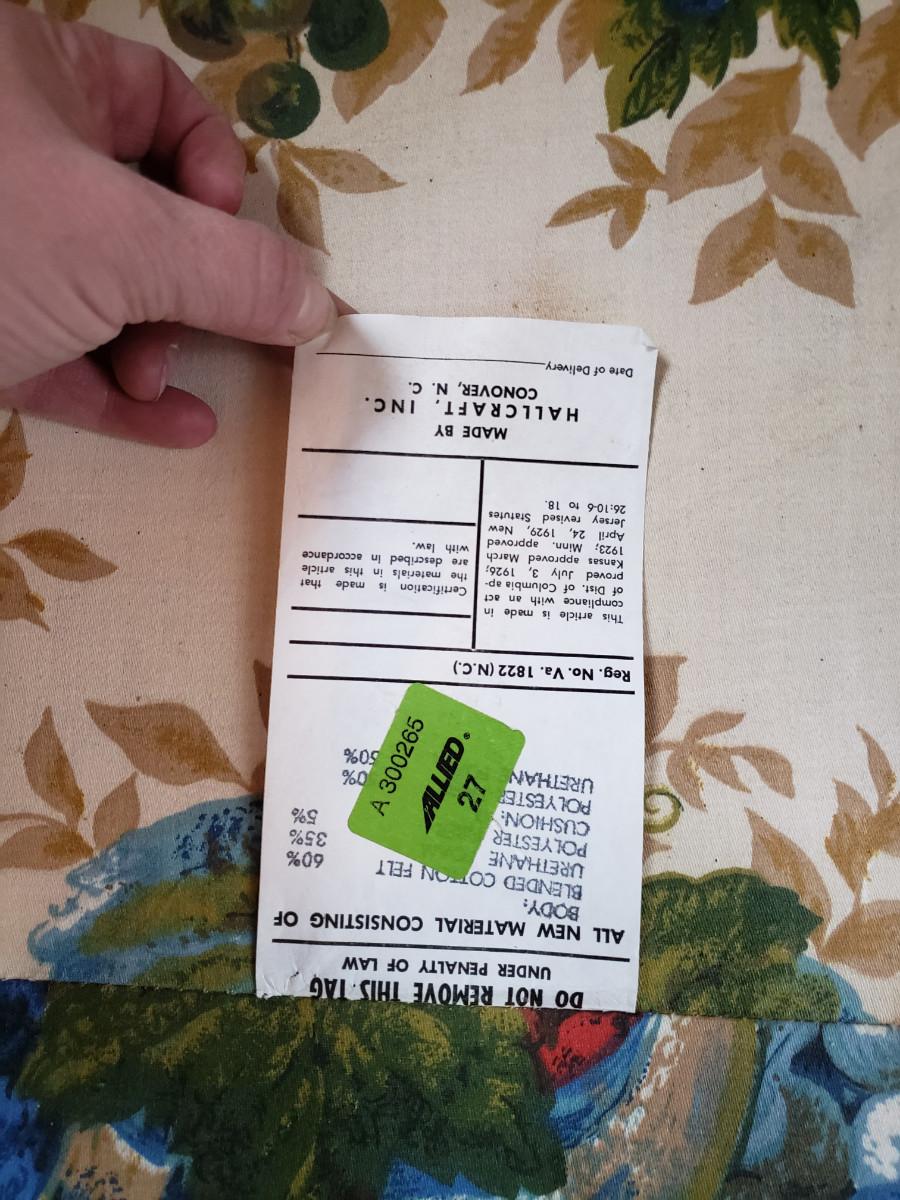 DO NOT REMOVE THIS TAG
UNDER PENALTY OF LAW
ALL NEW MATERIAL CONSISTING OF
BODY:
BLENDED COTTON FELT 60%
URETHANE 35%
POLYESTER 5%
CUSHION:
POLYESTER
URETHAN
A 300265
ALLIED®
27
Reg. No. Va. 1822 (N.C.)
This article is made in
compliance with an act
of Dist. of Columbia ap-
proved July 3, 1926;
Kansas approved March
1923; Minn. approved
April 24, 1929, New
Jersey revised Statutes
26:10-6 to 18.
Certification is made that
the materials in this article
are described in accordance
with law.
MADE BY
HALLCRAFT, INC.
CONOVER, N. C.
Date of Delivery